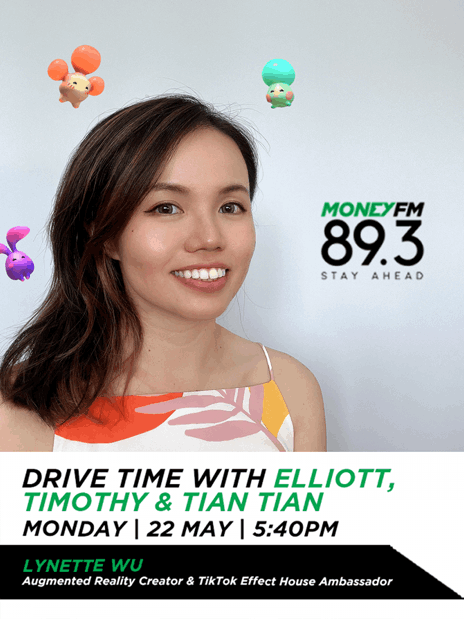 MONEYFM
89.3
STAY AHEAD
DRIVE TIME WITH ELLIOTT,
TIMOTHY & TIAN TIAN
MONDAY | 22 MAY | 5:40PM
LYNETTE WU
Augmented Reality Creator & TikTok Effect House Ambassador